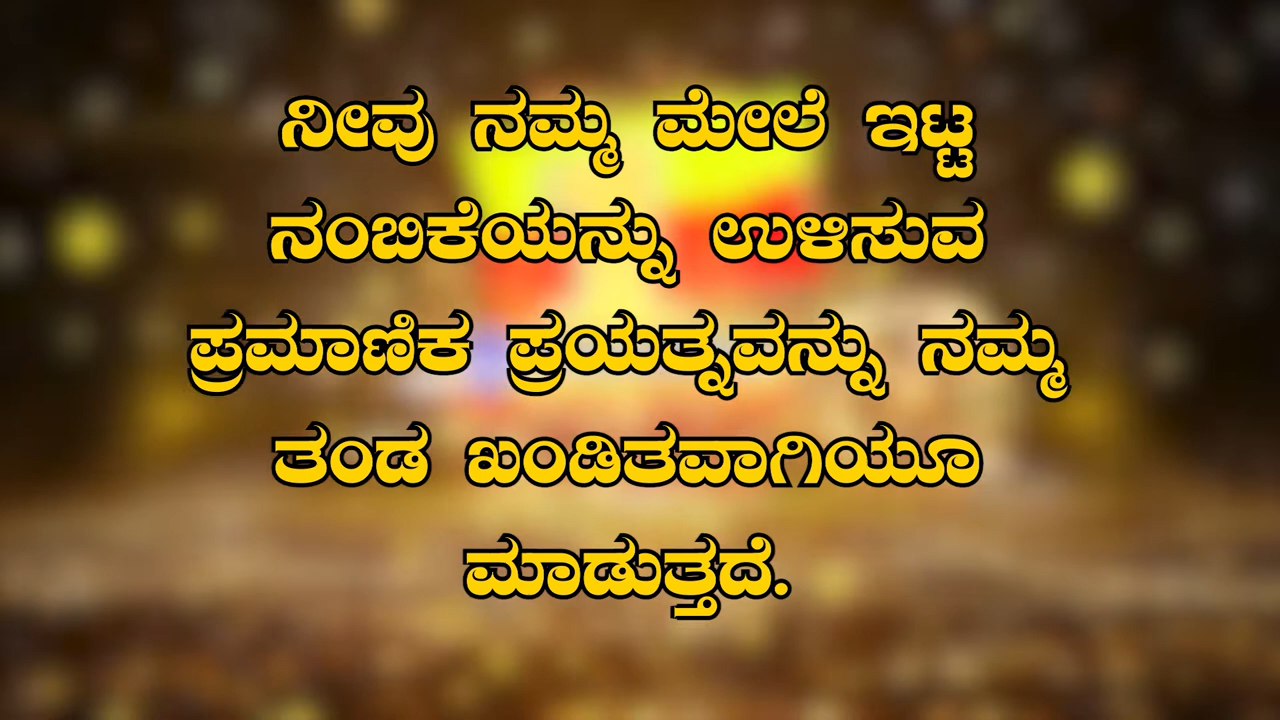 ನೀವು ನಮ್ಮ ಮೇಲೆ ಇಟ್ಟ
ನಂಬಿಕೆಯನ್ನು ಉಳಿಸುವ
ಪ್ರಮಾಣಿಕ ಪ್ರಯತ್ನವನ್ನು ನಮ್ಮ
ತಂಡ ಖಂಡಿತವಾಗಿಯೂ
ಮಾಡುತ್ತದೆ.